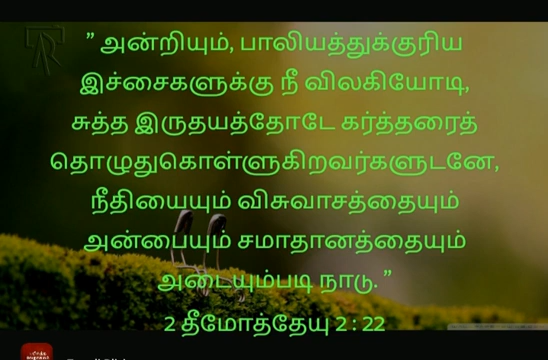 ” அன்றியும், பாலியத்துக்குரிய
இச்சைகளுக்கு நீ விலகியோடி,
சுத்த இருதயத்தோடே கர்த்தரைத்
தொழுதுகொள்ளுகிறவர்களுடனே,
நீதியையும் விசுவாசத்தையும்
அன்பையும் சமாதானத்தையும்
அடையும்படி நாடு. ”
2 தீமோத்தேயு 2 : 22